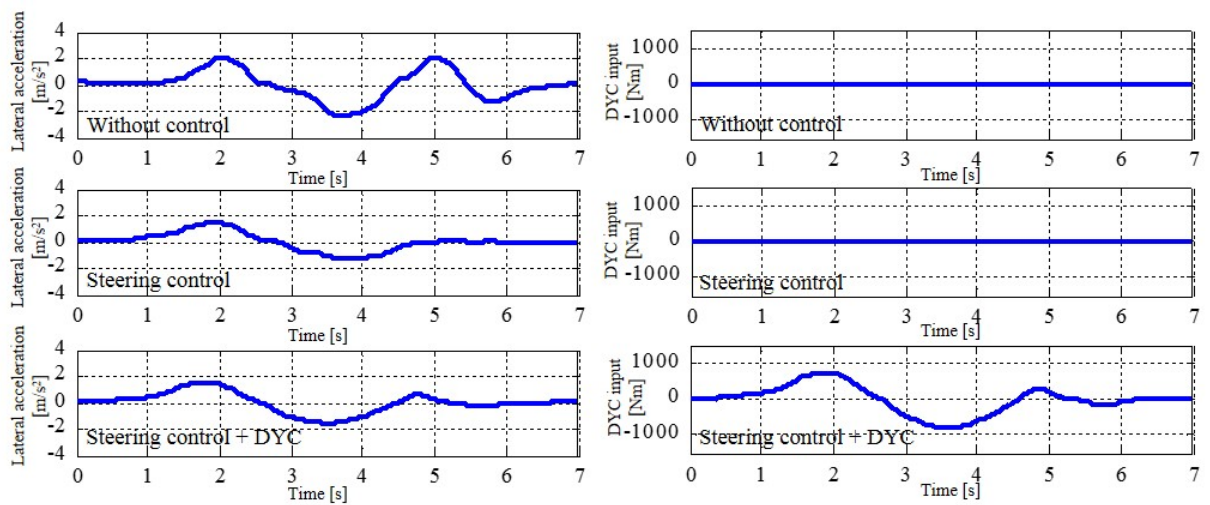 Lateral acceleration
[m/s²]
4
2
0
-2
-4
Without control
0 1 2 3 4 5 6 7
Time [s]
DYC input
[Nm]
1000
0
-1000
Without control
0 1 2 3 4 5 6 7
Time [s]
Lateral acceleration
[m/s²]
4
2
0
-2
-4
Steering control
0 1 2 3 4 5 6 7
Time [s]
DYC input
[Nm]
1000
0
-1000
Steering control
0 1 2 3 4 5 6 7
Time [s]
Lateral acceleration
[m/s²]
4
2
0
-2
-4
Steering control + DYC
0 1 2 3 4 5 6 7
Time [s]
DYC input
[Nm]
1000
0
-1000
Steering control + DYC
0 1 2 3 4 5 6 7
Time [s]